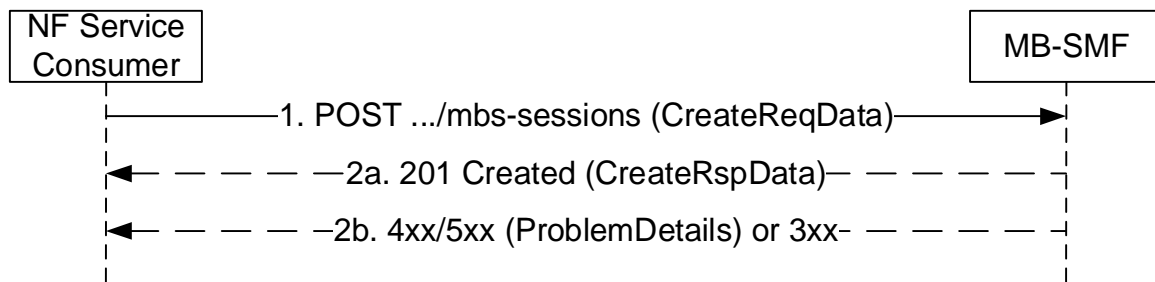 NF Service
Consumer
MB-SMF
1. POST .../mbs-sessions (CreateReqData)
2a. 201 Created (CreateRspData)
2b. 4xx/5xx (ProblemDetails) or 3xx